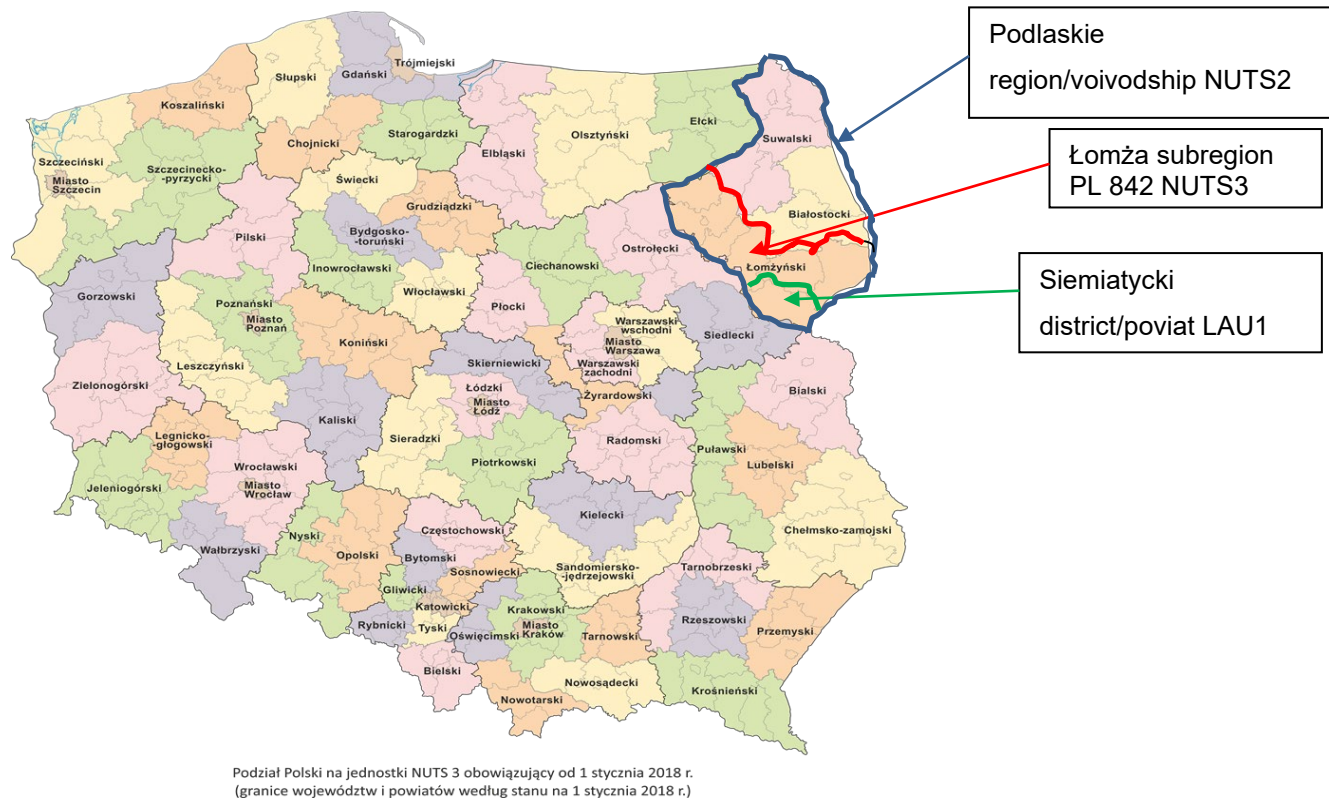 Podlaskie
region/voivodship NUTS2
Łomża subregion
PL 842 NUTS3
Siemiatycki
district/poviat LAU1
Trójmiejski
Słupski
Gdański
Koszaliński
Starogardzki
Chojnicki
Elbląski
Olsztyński
Ełcki
Suwalski
Szczeciński
Miasto
Szczecin
Szczecinecko-
-pyrzycki
Świecki
Grudziądzki
Białostocki
Bydgosko-
-toruński
Pilski
Ostrołęcki
Inowrocławski
Ciechanowski
Łomżyński
Włocławski
Gorzowski
Poznański
Miasto
Poznań
Płocki
Warszawski
wschodni
Miasto
Warszawa
Warszawski
zachodni
Siedlecki
Koniński
Skierniewicki
Leszczyński
Zielonogórski
Łódzki
Miasto
Łódź
Żyrardowski
Bialski
Kaliski
Sieradzki
Radomski
Legnicko-
-głogowski
Puławski
Lubelski
Piotrkowski
Wrocławski
Miasto
Wrocław
Jeleniogórski
Kielecki
Częstochowski
Chełmsko-zamojski
Nyski
Wałbrzyski
Opolski
Bytomski
Sosnowiecki
Sandomiersko-
-jędrzejowski
Tarnobrzeski
Gliwicki
Katowicki
Krakowski
Miasto
Kraków
Rybnicki
Tyski
Oświęcimski
Tarnowski
Rzeszowski
Przemyski
Bielski
Nowosądecki
Nowotarski
Krośnieński
Podział Polski na jednostki NUTS 3 obowiązujący od 1 stycznia 2018 r.
(granice województw i powiatów według stanu na 1 stycznia 2018 r.)